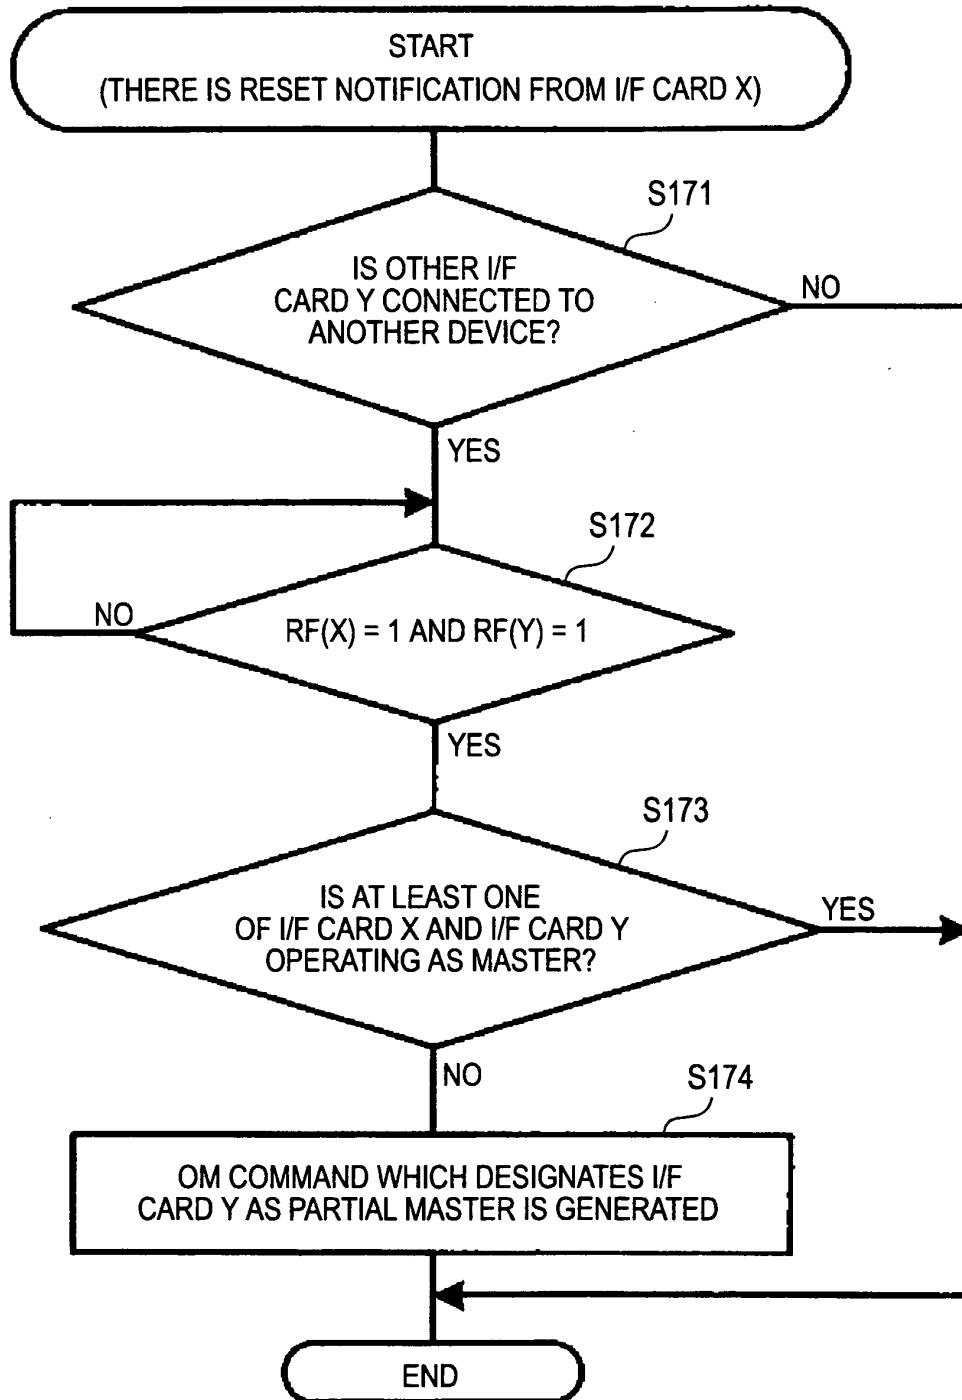 START
(THERE IS RESET NOTIFICATION FROM I/F CARD X)
S171
IS OTHER I/F
CARD Y CONNECTED TO
ANOTHER DEVICE?
NO
YES
S172
NO
RF(X) = 1 AND RF(Y) = 1
YES
S173
IS AT LEAST ONE
OF I/F CARD X AND I/F CARD Y
OPERATING AS MASTER?
YES
NO
S174
OM COMMAND WHICH DESIGNATES I/F
CARD Y AS PARTIAL MASTER IS GENERATED
END